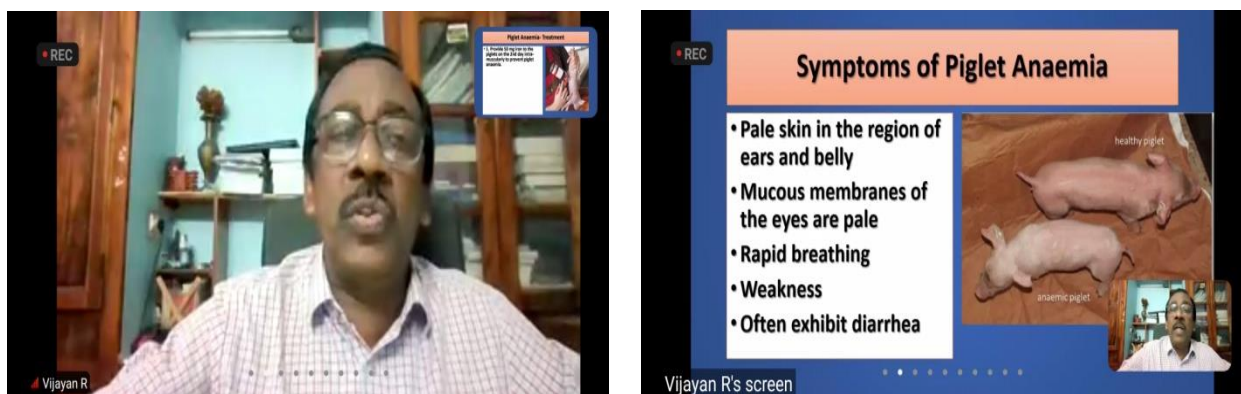 REC
Piglet Anaemia- Treatment
Vijayan R
REC
Symptoms of Piglet Anaemia
• Pale skin in the region of
ears and belly
• Mucous membranes of
the eyes are pale
• Rapid breathing
• Weakness
• Often exhibit diarrhea
healthy piglet
anaemic piglet
Vijayan R's screen